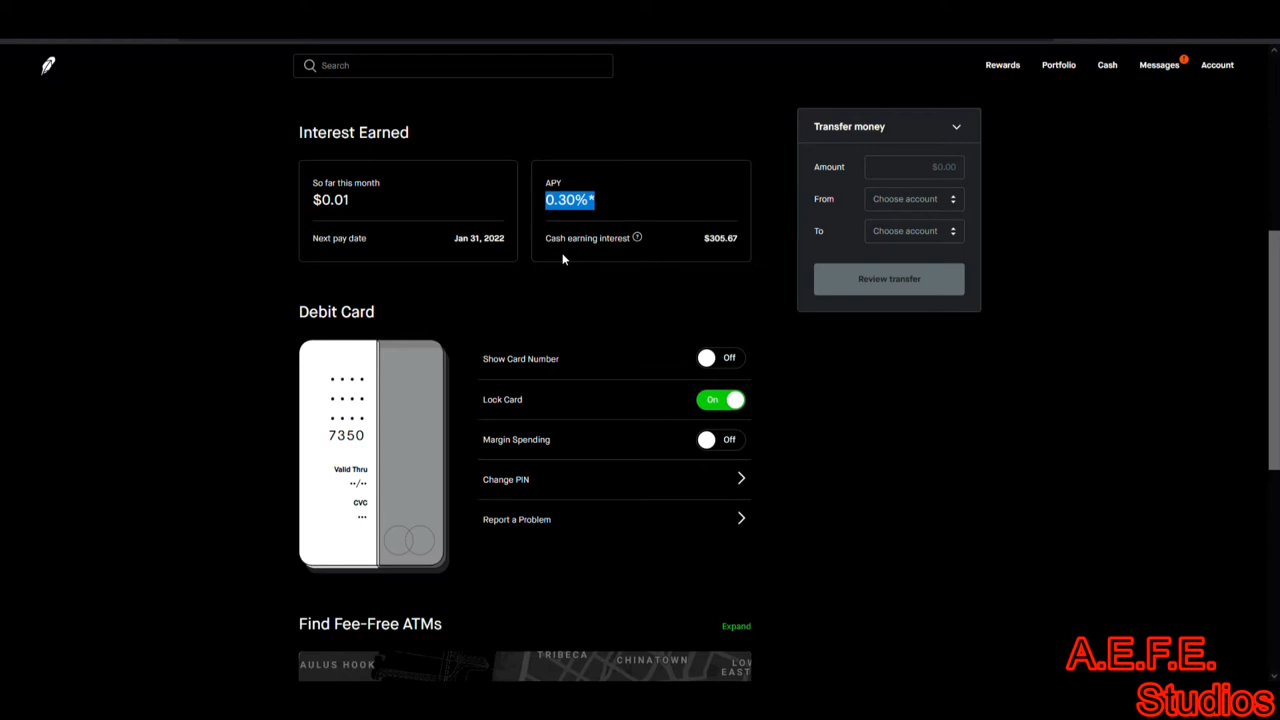 Search
Rewards
Portfolio
Cash
Messages
Account
Interest Earned
So far this month
$0.01
Next pay date
Jan 31, 2022
APY
0.30%*
Cash earning interest
$305.67
Transfer money
Amount
$0.00
From
Choose account
To
Choose account
Review transfer
Debit Card
7350
Valid Thru
••/••
CVC
•••
Show Card Number
Off
Lock Card
On
Margin Spending
Off
Change PIN
Report a Problem
Find Fee-Free ATMs
Expand
AULUS HOOK
TRIBECA
CHINATOWN
EAST
A.E.F.E.
Studios